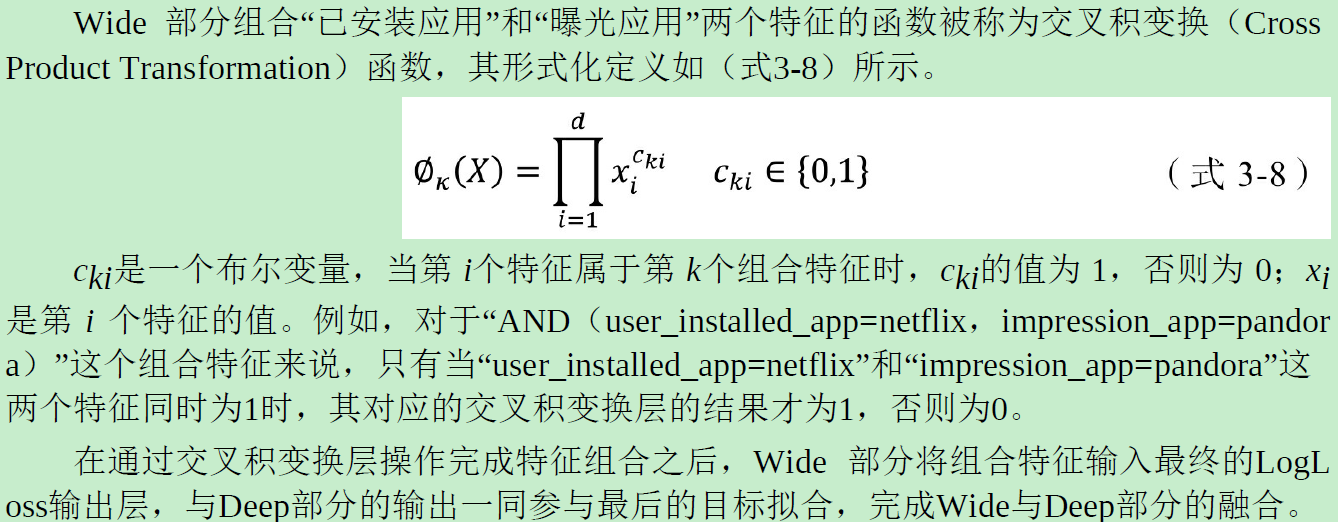 Wide 部分组合“已安装应用”和“曝光应用”两个特征的函数被称为交叉积变换（Cross
Product Transformation）函数，其形式化定义如（式3-8）所示。
∅κ(X) = ∏_{i=1}^{d} x_i^{c_{ki}} c_{ki} ∈ {0,1} （式 3-8）
c_{ki}是一个布尔变量，当第 i个特征属于第 k个组合特征时，c_{ki}的值为 1，否则为 0；x_i
是第 i 个特征的值。例如，对于“AND（user_installed_app=netflix，impression_app=pandor
a）”这个组合特征来说，只有当“user_installed_app=netflix”和“impression_app=pandora”这
两个特征同时为1时，其对应的交叉积变换层的结果才为1，否则为0。
在通过交叉积变换层操作完成特征组合之后，Wide 部分将组合特征输入最终的LogL
oss输出层，与Deep部分的输出一同参与最后的目标拟合，完成Wide与Deep部分的融合。